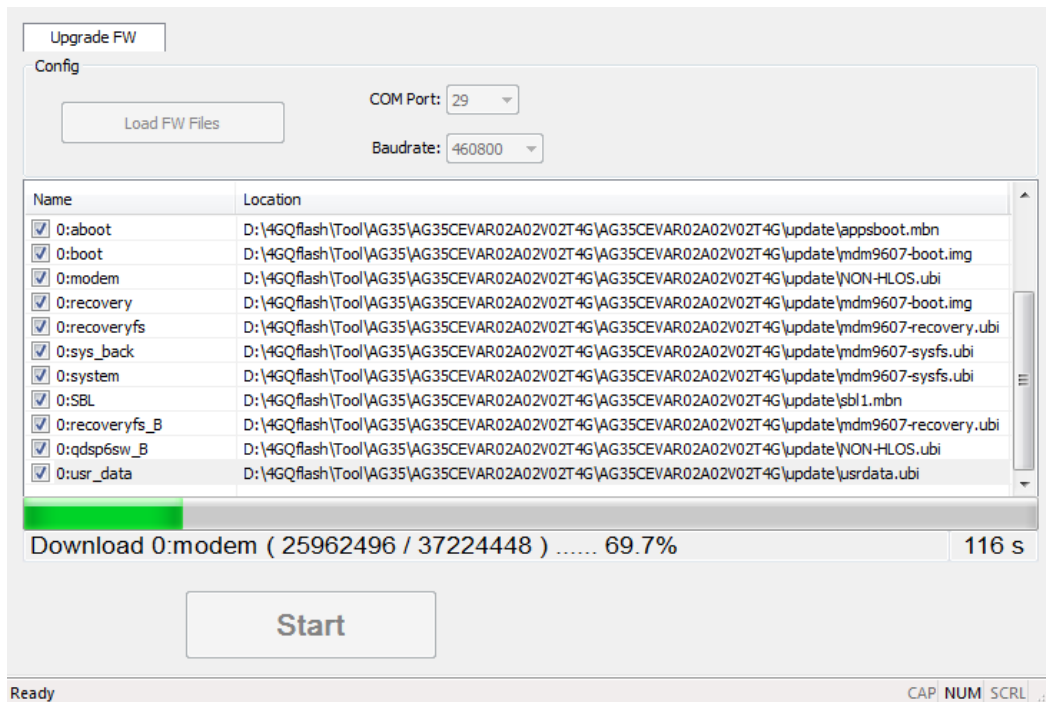 Upgrade FW
Config
Load FW Files
COM Port: 29
Baudrate: 460800
Name Location
0:aboot D:\4GQflash\Tool\AG35\AG35CEVAR02A02V02T4G\AG35CEVAR02A02V02T4G\update\appsboot.mbn
0:boot D:\4GQflash\Tool\AG35\AG35CEVAR02A02V02T4G\AG35CEVAR02A02V02T4G\update\mdm9607-boot.img
0:modem D:\4GQflash\Tool\AG35\AG35CEVAR02A02V02T4G\AG35CEVAR02A02V02T4G\update\NON-HLOS.ubi
0:recovery D:\4GQflash\Tool\AG35\AG35CEVAR02A02V02T4G\AG35CEVAR02A02V02T4G\update\mdm9607-boot.img
0:recoveryfs D:\4GQflash\Tool\AG35\AG35CEVAR02A02V02T4G\AG35CEVAR02A02V02T4G\update\mdm9607-recovery.ubi
0:sys_back D:\4GQflash\Tool\AG35\AG35CEVAR02A02V02T4G\AG35CEVAR02A02V02T4G\update\mdm9607-sysfs.ubi
0:system D:\4GQflash\Tool\AG35\AG35CEVAR02A02V02T4G\AG35CEVAR02A02V02T4G\update\mdm9607-sysfs.ubi
0:SBL D:\4GQflash\Tool\AG35\AG35CEVAR02A02V02T4G\AG35CEVAR02A02V02T4G\update\sbl1.mbn
0:recoveryfs_B D:\4GQflash\Tool\AG35\AG35CEVAR02A02V02T4G\AG35CEVAR02A02V02T4G\update\mdm9607-recovery.ubi
0:qdsp6sw_B D:\4GQflash\Tool\AG35\AG35CEVAR02A02V02T4G\AG35CEVAR02A02V02T4G\update\NON-HLOS.ubi
0:usr_data D:\4GQflash\Tool\AG35\AG35CEVAR02A02V02T4G\AG35CEVAR02A02V02T4G\update\usrdata.ubi
Download 0:modem ( 25962496 / 37224448 ) ...... 69.7% 116 s
Start
Ready CAP NUM SCRL